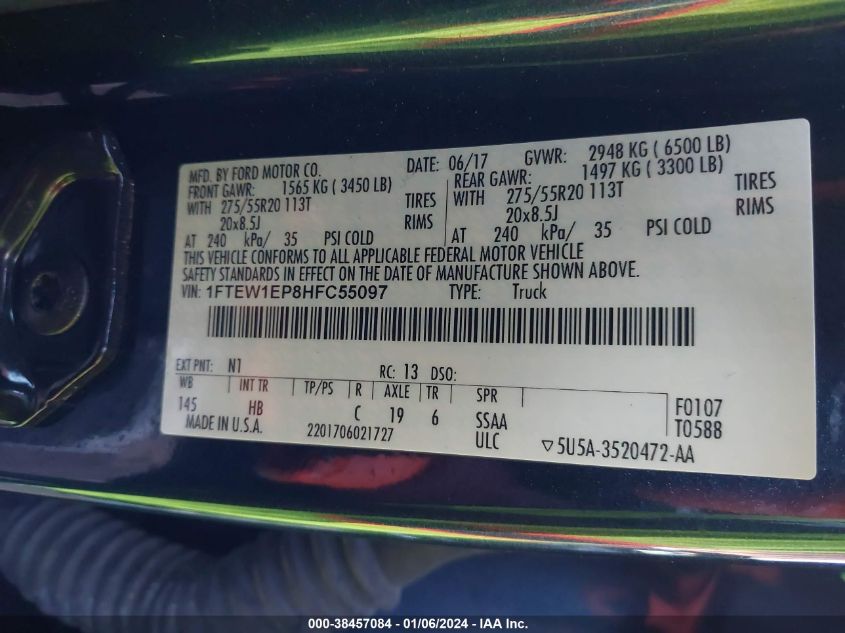 MFD. BY FORD MOTOR CO. DATE: 06/17 GVWR: 2948 KG ( 6500 LB)
FRONT GAWR: 1565 KG ( 3450 LB) REAR GAWR: 1497 KG ( 3300 LB)
WITH 275/55R20 113T TIRES WITH 275/55R20 113T TIRES
20x8.5J RIMS 20x8.5J RIMS
AT 240 kPa/ 35 PSI COLD AT 240 kPa/ 35 PSI COLD
THIS VEHICLE CONFORMS TO ALL APPLICABLE FEDERAL MOTOR VEHICLE
SAFETY STANDARDS IN EFFECT ON THE DATE OF MANUFACTURE SHOWN ABOVE.
VIN: 1FTEW1EP8HFC55097 TYPE: Truck
EXT PNT: N1 RC: 13 DSO:
WB INT TR TP/PS R AXLE TR SPR
145 HB C 19 6 SSAA F0107
MADE IN U.S.A. 2201706021727 ULC T0588
▽5U5A-3520472-AA
000-38457084 - 01/06/2024 - IAA Inc.